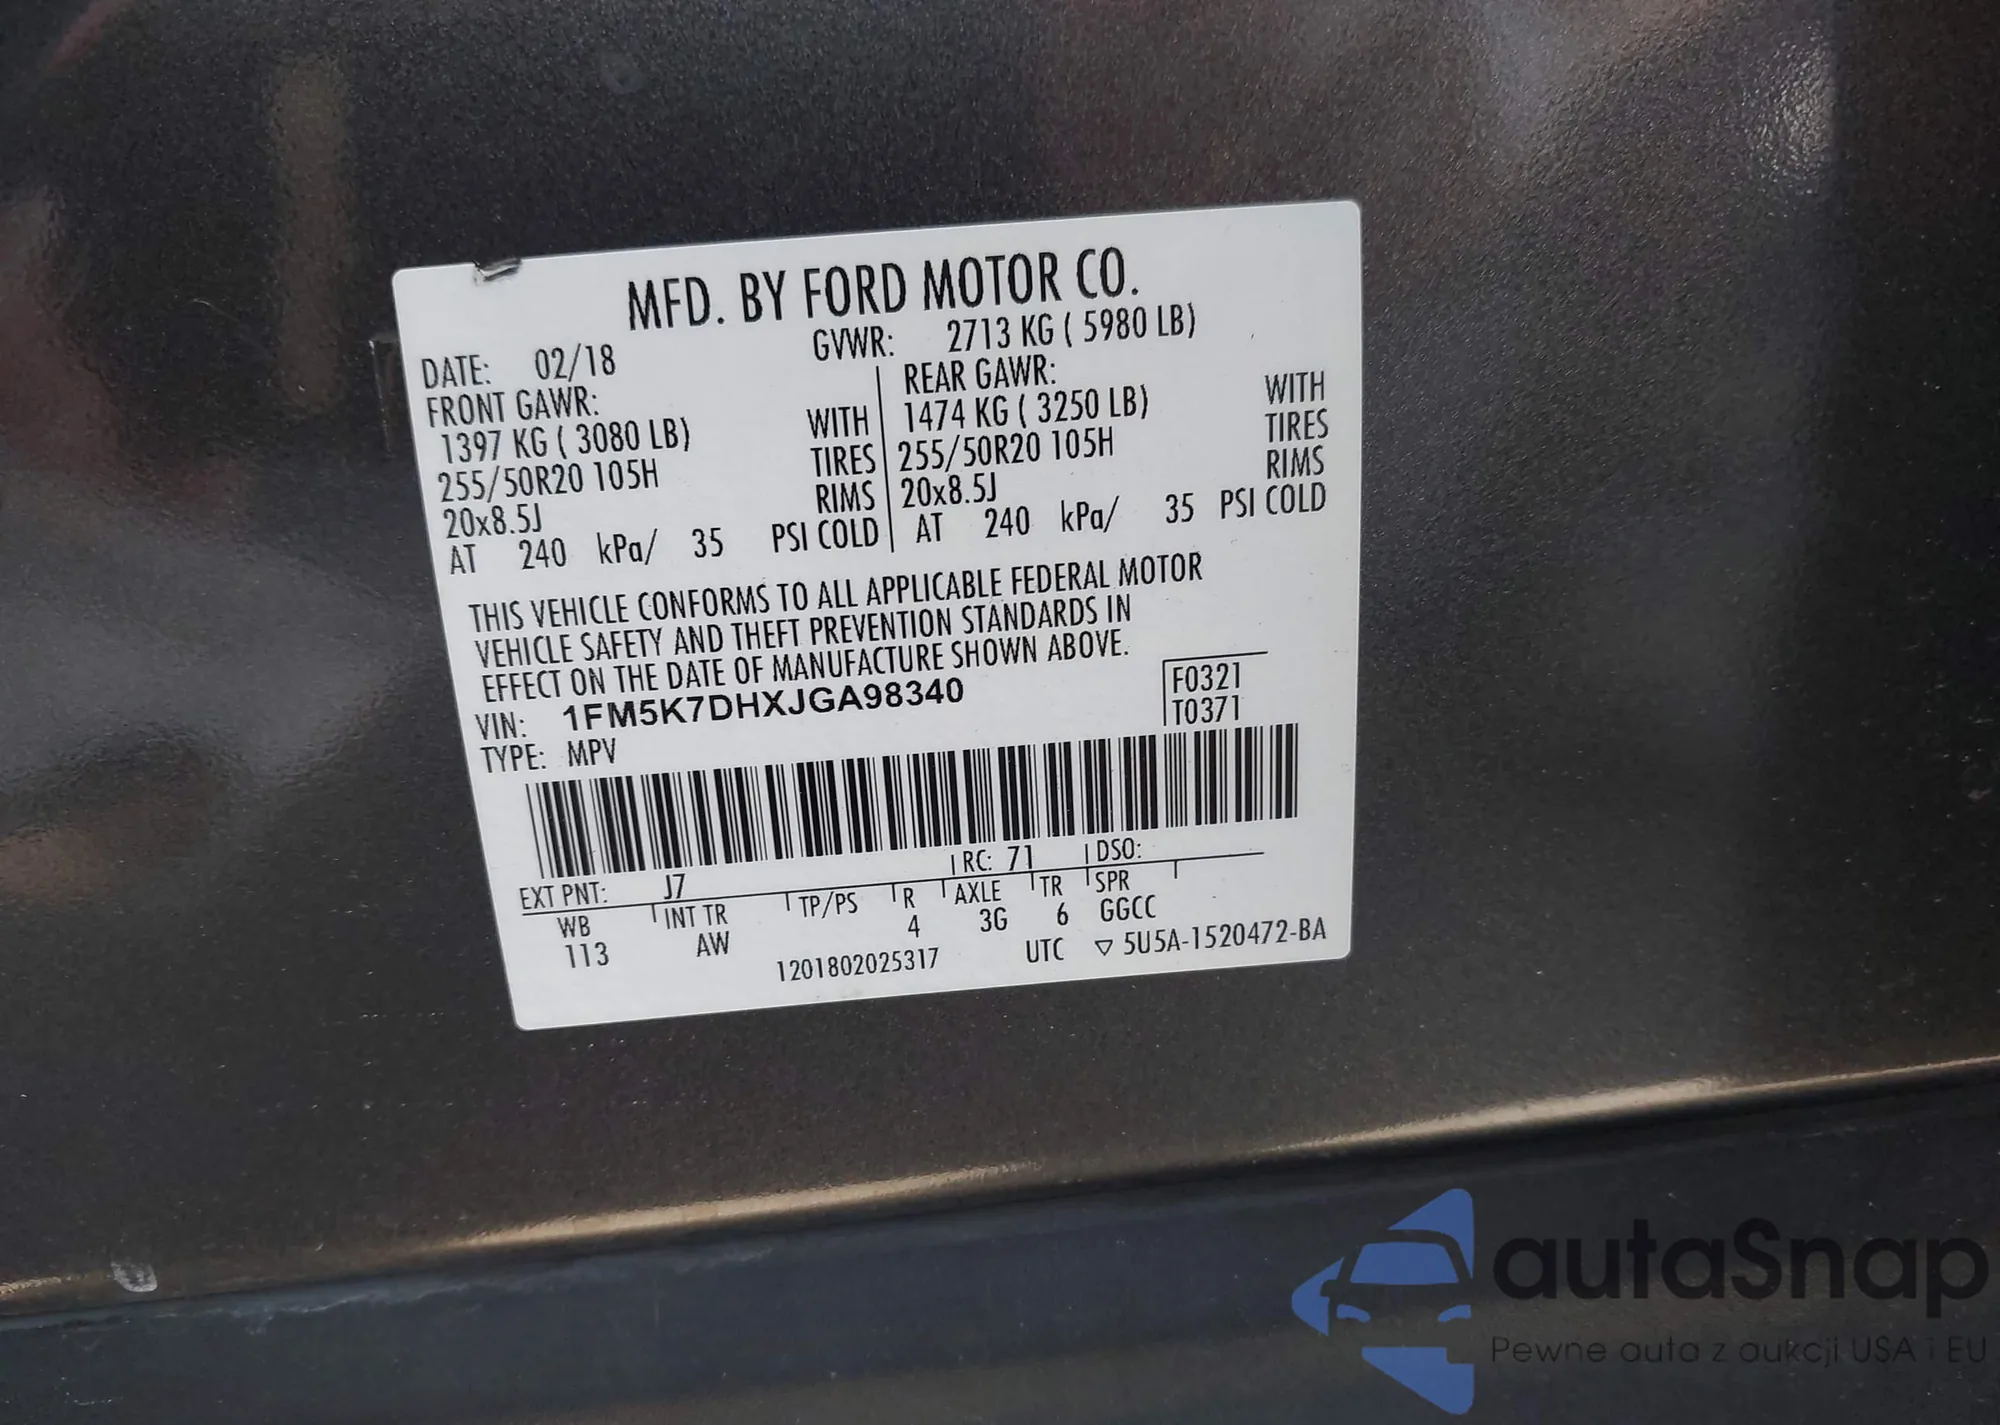 MFD. BY FORD MOTOR CO.
DATE: 02/18 GVWR: 2713 KG ( 5980 LB)
FRONT GAWR: REAR GAWR:
1397 KG ( 3080 LB) WITH 1474 KG ( 3250 LB) WITH
255/50R20 105H TIRES 255/50R20 105H TIRES
20x8.5J RIMS 20x8.5J RIMS
AT 240 kPa/ 35 PSI COLD AT 240 kPa/ 35 PSI COLD
THIS VEHICLE CONFORMS TO ALL APPLICABLE FEDERAL MOTOR
VEHICLE SAFETY AND THEFT PREVENTION STANDARDS IN
EFFECT ON THE DATE OF MANUFACTURE SHOWN ABOVE.
VIN: 1FM5K7DHXJGA98340 F0321
TYPE: MPV T0371
EXT PNT: J7 RC: 71 DSO:
WB INT TR TP/PS R AXLE TR SPR
113 AW 4 3G 6 GGCC
1201802025317 UTC ▽ 5U5A-1520472-BA
autaSnap
Pewne auta z aukcji USA i EU